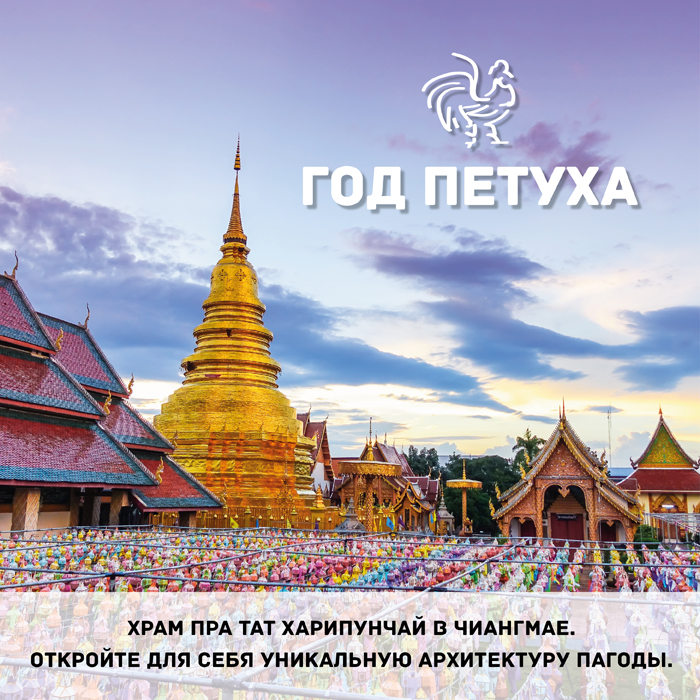 ГОД ПЕТУХА
ХРАМ ПРА ТАТ ХАРИПУНЧАЙ В ЧИАНГМАЕ.
ОТКРОЙТЕ ДЛЯ СЕБЯ УНИКАЛЬНУЮ АРХИТЕКТУРУ ПАГОДЫ.